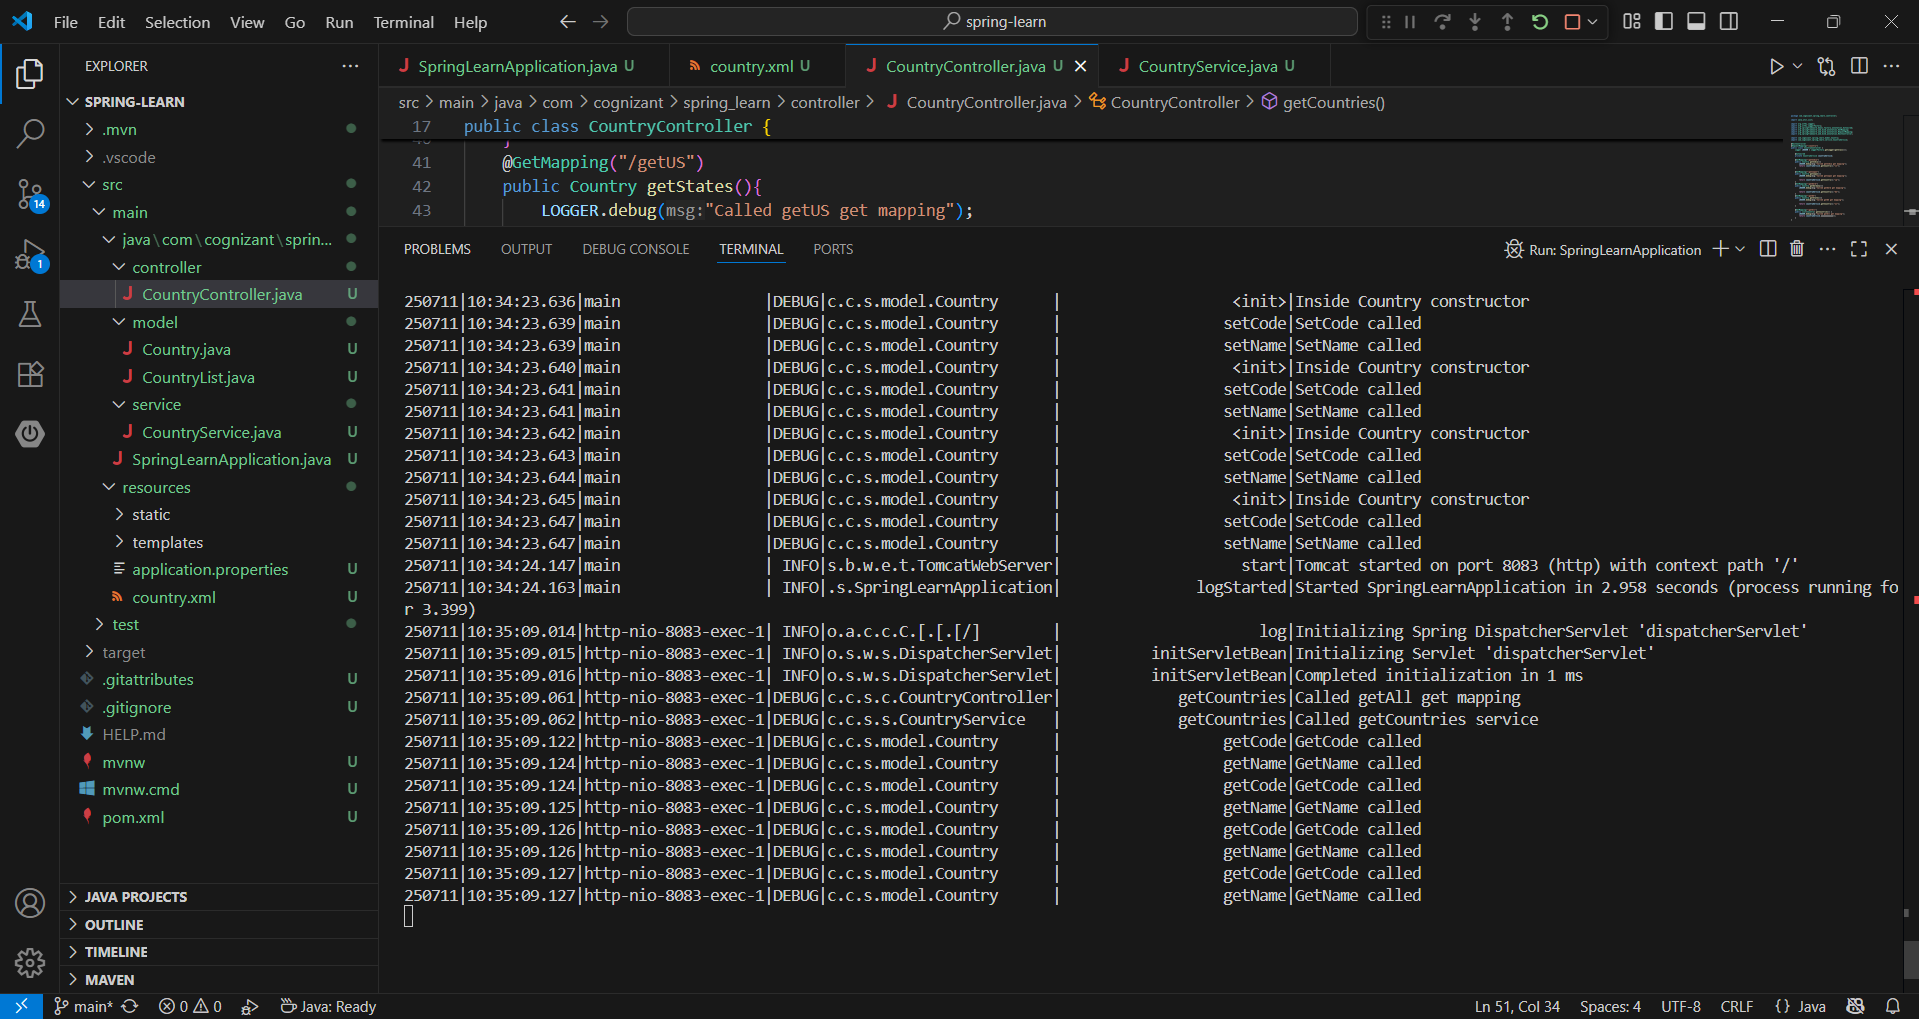 File Edit Selection View Go Run Terminal Help
spring-learn
EXPLORER
SPRING-LEARN
.mvn
.vscode
src
main
java\com\cognizant\sprin...
controller
CountryController.java U
model
Country.java U
CountryList.java U
service
CountryService.java U
SpringLearnApplication.java U
resources
static
templates
application.properties U
country.xml U
test
target
.gitattributes U
.gitignore U
HELP.md
mvnw U
mvnw.cmd U
pom.xml U
JAVA PROJECTS
OUTLINE
TIMELINE
MAVEN
14
1
SpringLearnApplication.java U
country.xml U
CountryController.java U
CountryService.java U
src > main > java > com > cognizant > spring_learn > controller > CountryController.java > CountryController > getCountries()
17 public class CountryController {
40 }
41 @GetMapping("/getUS")
42 public Country getStates(){
43 LOGGER.debug(msg:"Called getUS get mapping");
PROBLEMS OUTPUT DEBUG CONSOLE TERMINAL PORTS
Run: SpringLearnApplication
250711|10:34:23.636|main |DEBUG|c.c.s.model.Country | <init>|Inside Country constructor
250711|10:34:23.639|main |DEBUG|c.c.s.model.Country | setCode|SetCode called
250711|10:34:23.639|main |DEBUG|c.c.s.model.Country | setName|SetName called
250711|10:34:23.640|main |DEBUG|c.c.s.model.Country | <init>|Inside Country constructor
250711|10:34:23.641|main |DEBUG|c.c.s.model.Country | setCode|SetCode called
250711|10:34:23.641|main |DEBUG|c.c.s.model.Country | setName|SetName called
250711|10:34:23.642|main |DEBUG|c.c.s.model.Country | <init>|Inside Country constructor
250711|10:34:23.643|main |DEBUG|c.c.s.model.Country | setCode|SetCode called
250711|10:34:23.644|main |DEBUG|c.c.s.model.Country | setName|SetName called
250711|10:34:23.645|main |DEBUG|c.c.s.model.Country | <init>|Inside Country constructor
250711|10:34:23.647|main |DEBUG|c.c.s.model.Country | setCode|SetCode called
250711|10:34:23.647|main |DEBUG|c.c.s.model.Country | setName|SetName called
250711|10:34:24.147|main | INFO|s.b.w.e.t.TomcatWebServer| start|Tomcat started on port 8083 (http) with context path '/'
250711|10:34:24.163|main | INFO|.s.SpringLearnApplication| logStarted|Started SpringLearnApplication in 2.958 seconds (process running fo
r 3.399)
250711|10:35:09.014|http-nio-8083-exec-1| INFO|o.a.c.c.C.[.[.[/] | log|Initializing Spring DispatcherServlet 'dispatcherServlet'
250711|10:35:09.015|http-nio-8083-exec-1| INFO|o.s.w.s.DispatcherServlet| initServletBean|Initializing Servlet 'dispatcherServlet'
250711|10:35:09.016|http-nio-8083-exec-1| INFO|o.s.w.s.DispatcherServlet| initServletBean|Completed initialization in 1 ms
250711|10:35:09.061|http-nio-8083-exec-1|DEBUG|c.c.s.c.CountryController| getCountries|Called getAll get mapping
250711|10:35:09.062|http-nio-8083-exec-1|DEBUG|c.c.s.s.CountryService | getCountries|Called getCountries service
250711|10:35:09.122|http-nio-8083-exec-1|DEBUG|c.c.s.model.Country | getCode|GetCode called
250711|10:35:09.124|http-nio-8083-exec-1|DEBUG|c.c.s.model.Country | getName|GetName called
250711|10:35:09.124|http-nio-8083-exec-1|DEBUG|c.c.s.model.Country | getCode|GetCode called
250711|10:35:09.125|http-nio-8083-exec-1|DEBUG|c.c.s.model.Country | getName|GetName called
250711|10:35:09.126|http-nio-8083-exec-1|DEBUG|c.c.s.model.Country | getCode|GetCode called
250711|10:35:09.126|http-nio-8083-exec-1|DEBUG|c.c.s.model.Country | getName|GetName called
250711|10:35:09.127|http-nio-8083-exec-1|DEBUG|c.c.s.model.Country | getCode|GetCode called
250711|10:35:09.127|http-nio-8083-exec-1|DEBUG|c.c.s.model.Country | getName|GetName called
main* 0 0 Java: Ready Ln 51, Col 34 Spaces: 4 UTF-8 CRLF {} Java